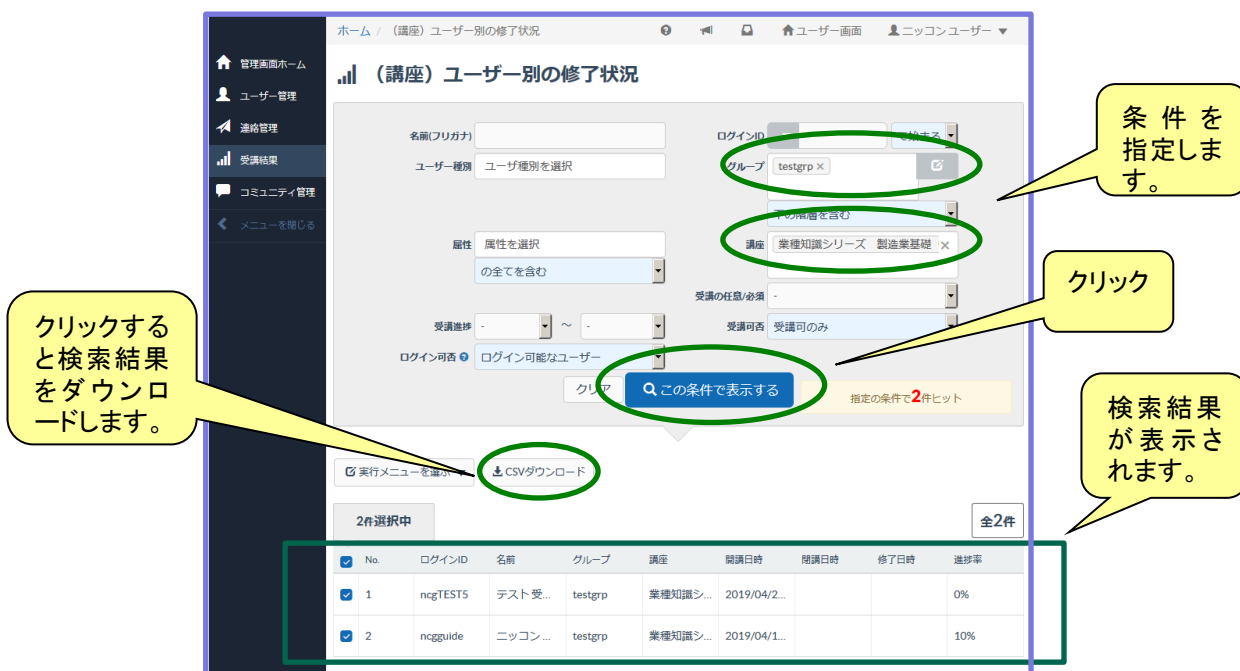 ホーム / （講座）ユーザー別の修了状況
ユーザー画面
ニッコンユーザー ▼
管理画面ホーム
ユーザー管理
連絡管理
受講結果
コミュニティ管理
メニューを閉じる
（講座）ユーザー別の修了状況
名前(フリガナ)
ログインID
で始まる
ユーザー種別 ユーザ種別を選択
グループ testgrp ×
下の階層を含む
属性 属性を選択
の全てを含む
講座 業種知識シリーズ 製造業基礎 ×
受講の任意/必須 -
受講進捗 - ～ -
受講可否 受講可のみ
ログイン可否 ログイン可能なユーザー
クリア
この条件で表示する
指定の条件で2件ヒット
実行メニューを選択 ▼
CSVダウンロード
2件選択中
全2件
No. ログインID 名前 グループ 講座 開講日時 閉講日時 修了日時 進捗率
1 ncgTEST5 テスト 受... testgrp 業種知識シ... 2019/04/2... 0%
2 ncgguide ニッコン... testgrp 業種知識シ... 2019/04/1... 10%
条件を
指定しま
す。
クリック
クリックする
と検索結果
をダウンロ
ードします。
検索結果
が表示さ
れます。